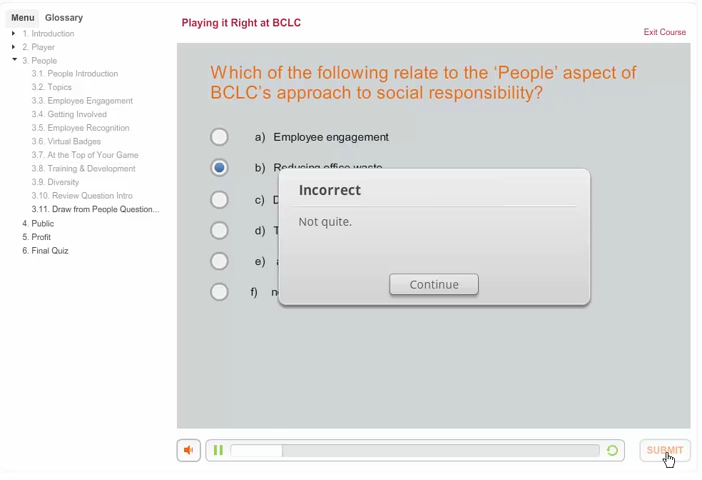 Menu Glossary
1. Introduction
2. Player
3. People
3.1. People Introduction
3.2. Topics
3.3. Employee Engagement
3.4. Getting Involved
3.5. Employee Recognition
3.6. Virtual Badges
3.7. At the Top of Your Game
3.8. Training & Development
3.9. Diversity
3.10. Review Question Intro
3.11. Draw from People Question...
4. Public
5. Profit
6. Final Quiz
Playing it Right at BCLC
Exit Course
Which of the following relate to the ‘People’ aspect of
BCLC’s approach to social responsibility?
a) Employee engagement
b) Reducing office waste
c)
d)
e)
f)
Incorrect
Not quite.
Continue
SUBMIT